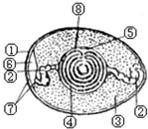 ⑧
① ⑤
⑥
② ②
⑦ ④ ③